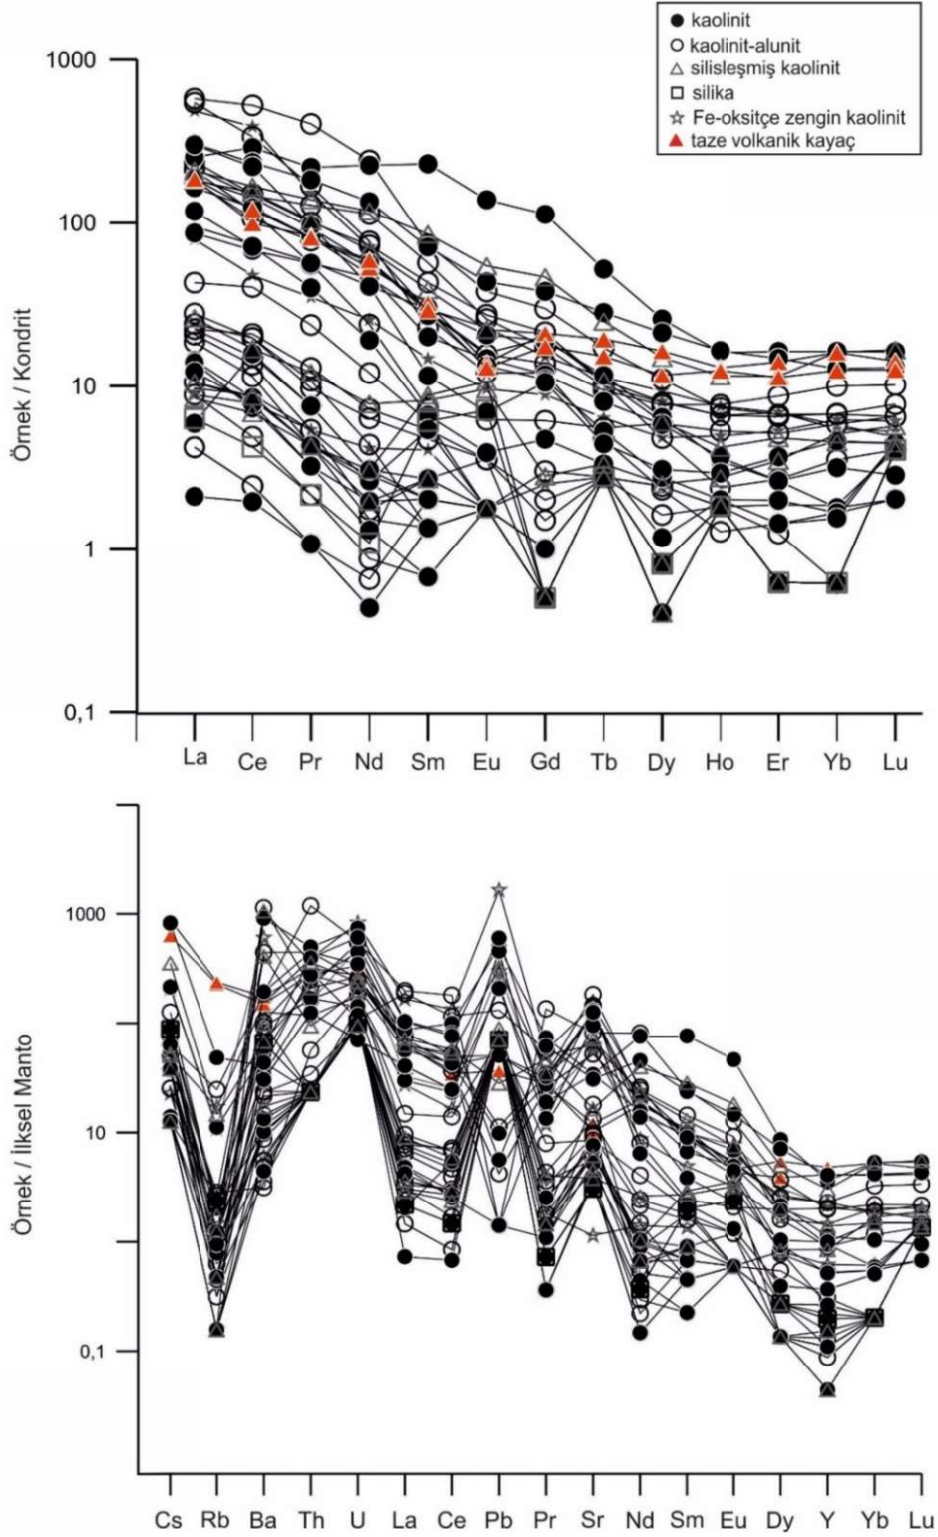 kaolinit
kaolinit-alunit
silisleşmiş kaolinit
silika
Fe-oksitçe zengin kaolinit
taze volkanik kayaç
1000
100
10
1
0,1
Örnek / Kondrit
La Ce Pr Nd Sm Eu Gd Tb Dy Ho Er Yb Lu
1000
10
0,1
Örnek / İlksel Manto
Cs Rb Ba Th U La Ce Pb Pr Sr Nd Sm Eu Dy Y Yb Lu